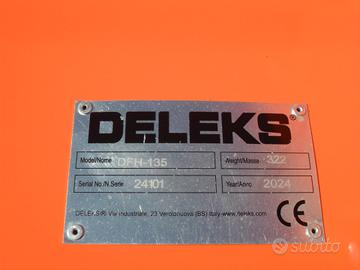 DELEKS®
Model/Nome DFH-135 Weight/Massa 322
Serial No./N.Serie 24101 Year/Anno 2024
DELEKS® Via Industriale, 23 Verolanuova (BS) Italy-www.deleks.com
CE
subito